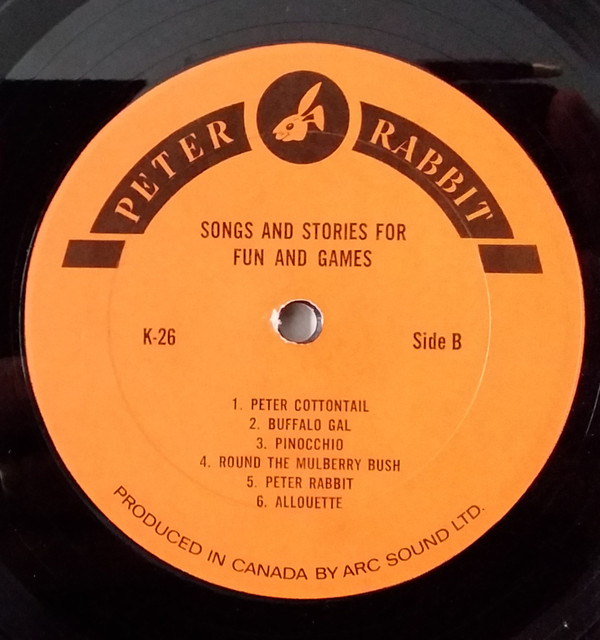 PETER RABBIT
SONGS AND STORIES FOR
FUN AND GAMES
K-26
Side B
1. PETER COTTONTAIL
2. BUFFALO GAL
3. PINOCCHIO
4. ROUND THE MULBERRY BUSH
5. PETER RABBIT
6. ALLOUETTE
PRODUCED IN CANADA BY ARC SOUND LTD.